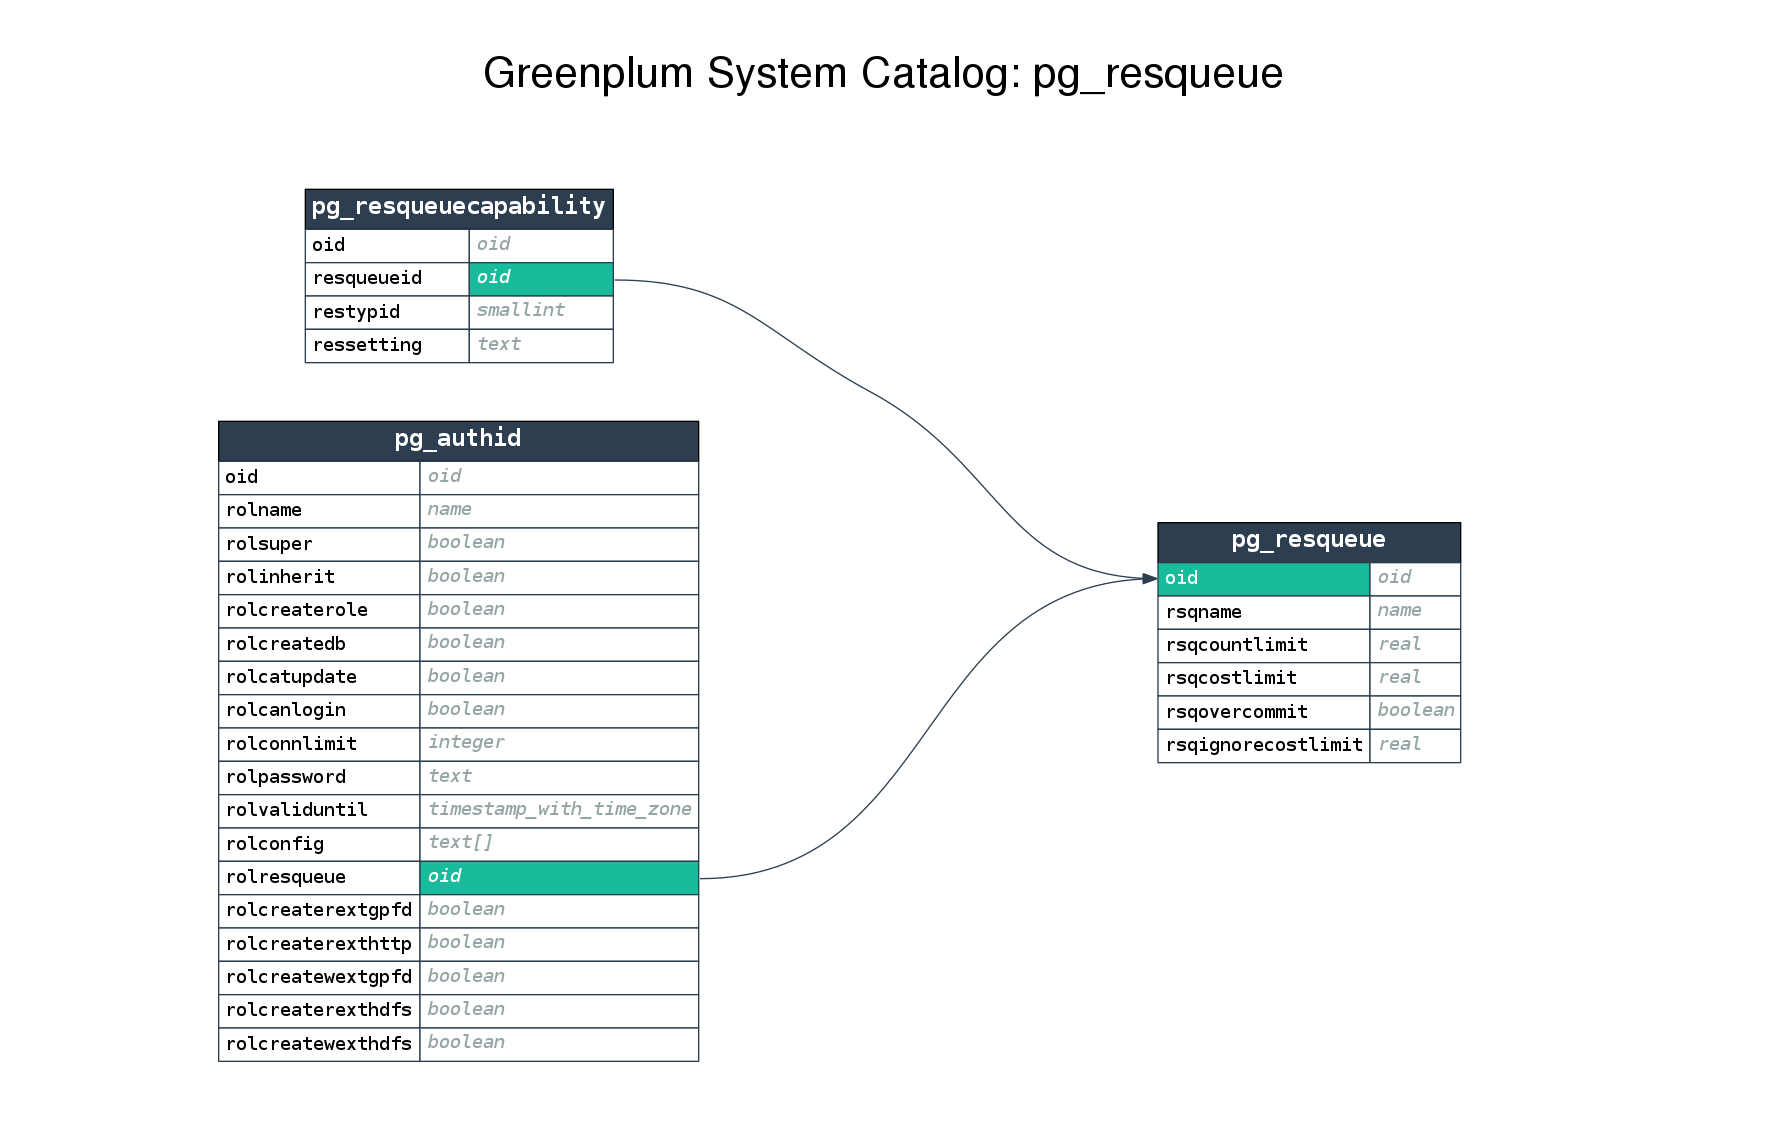 Greenplum System Catalog: pg_resqueue
pg_resqueuecapability
oid oid
resqueueid oid
restypid smallint
ressetting text
pg_authid
oid oid
rolname name
rolsuper boolean
rolinherit boolean
rolcreaterole boolean
rolcreatedb boolean
rolcatupdate boolean
rolcanlogin boolean
rolconnlimit integer
rolpassword text
rolvaliduntil timestamp_with_time_zone
rolconfig text[]
rolresqueue oid
rolcreaterextgpfd boolean
rolcreaterexthttp boolean
rolcreatewextgpfd boolean
rolcreaterexthdfs boolean
rolcreatewexthdfs boolean
pg_resqueue
oid oid
rsqname name
rsqcountlimit real
rsqcostlimit real
rsqovercommit boolean
rsqignorecostlimit real